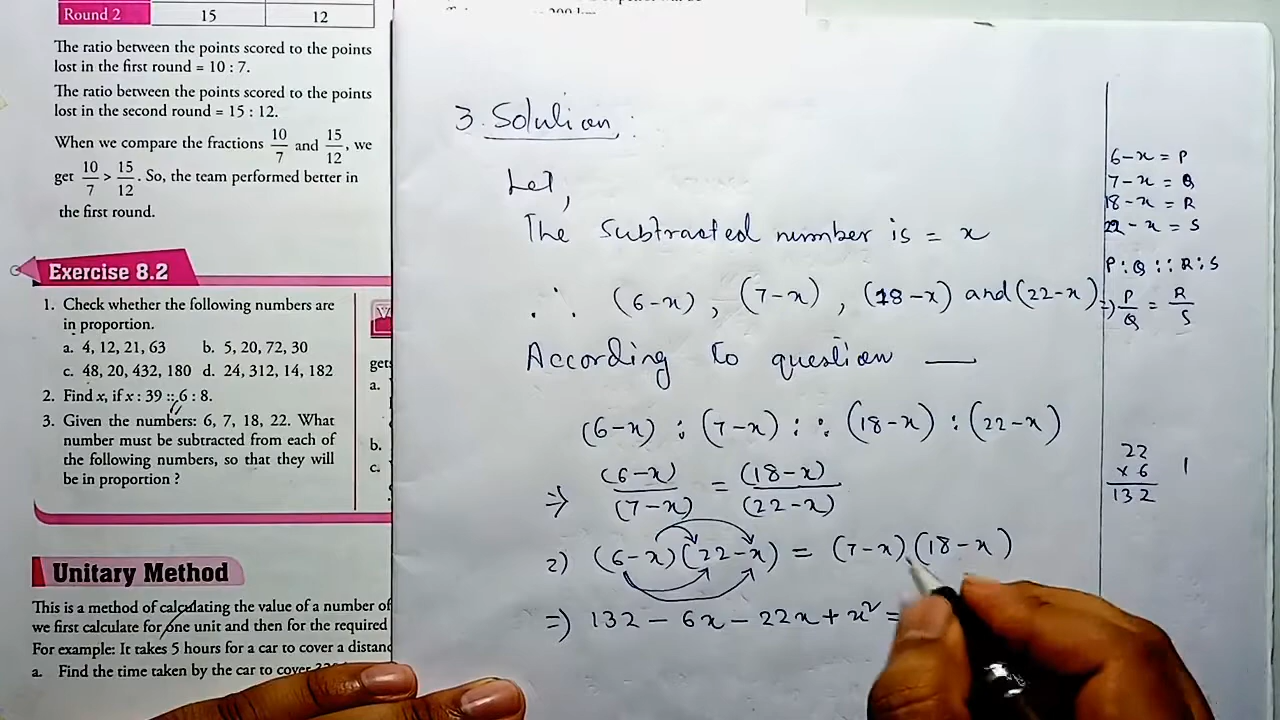 Round 2 15 12
The ratio between the points scored to the points
lost in the first round = 10 : 7.
The ratio between the points scored to the points
lost in the second round = 15 : 12.
When we compare the fractions 10/7 and 15/12, we
get 10/7 > 15/12. So, the team performed better in
the first round.
Exercise 8.2
1. Check whether the following numbers are
in proportion.
a. 4, 12, 21, 63 b. 5, 20, 72, 30
c. 48, 20, 432, 180 d. 24, 312, 14, 182
2. Find x, if x : 39 :: 6 : 8.
3. Given the numbers: 6, 7, 18, 22. What
number must be subtracted from each of
the following numbers, so that they will
be in proportion ?
a.
b.
c.
Unitary Method
This is a method of calculating the value of a number of
we first calculate for one unit and then for the required
For example: It takes 5 hours for a car to cover a distanc
a. Find the time taken by the car to cover
3. Solution :
Let,
The subtracted number is = x
∴ (6-x), (7-x), (18-x) and (22-x)
According to question —
(6-x) : (7-x) :: (18-x) : (22-x)
⇒ (6-x)/(7-x) = (18-x)/(22-x)
⇒ (6-x)(22-x) = (7-x)(18-x)
⇒ 132 - 6x - 22x + x² =
6-x = P
7-x = Q
18-x = R
22-x = S
P : Q :: R : S
⇒ P/Q = R/S
22
×6
132
1